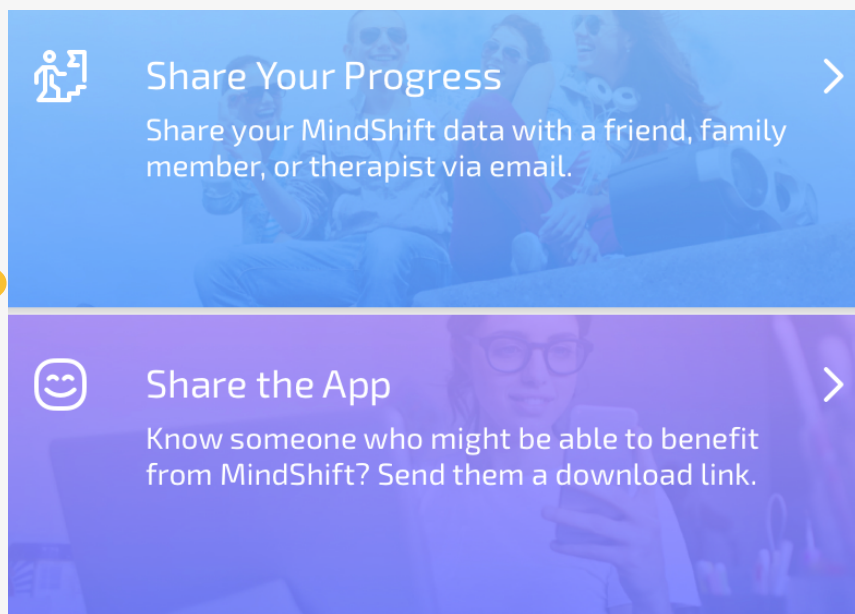 Share Your Progress
Share your MindShift data with a friend, family
member, or therapist via email.
Share the App
Know someone who might be able to benefit
from MindShift? Send them a download link.